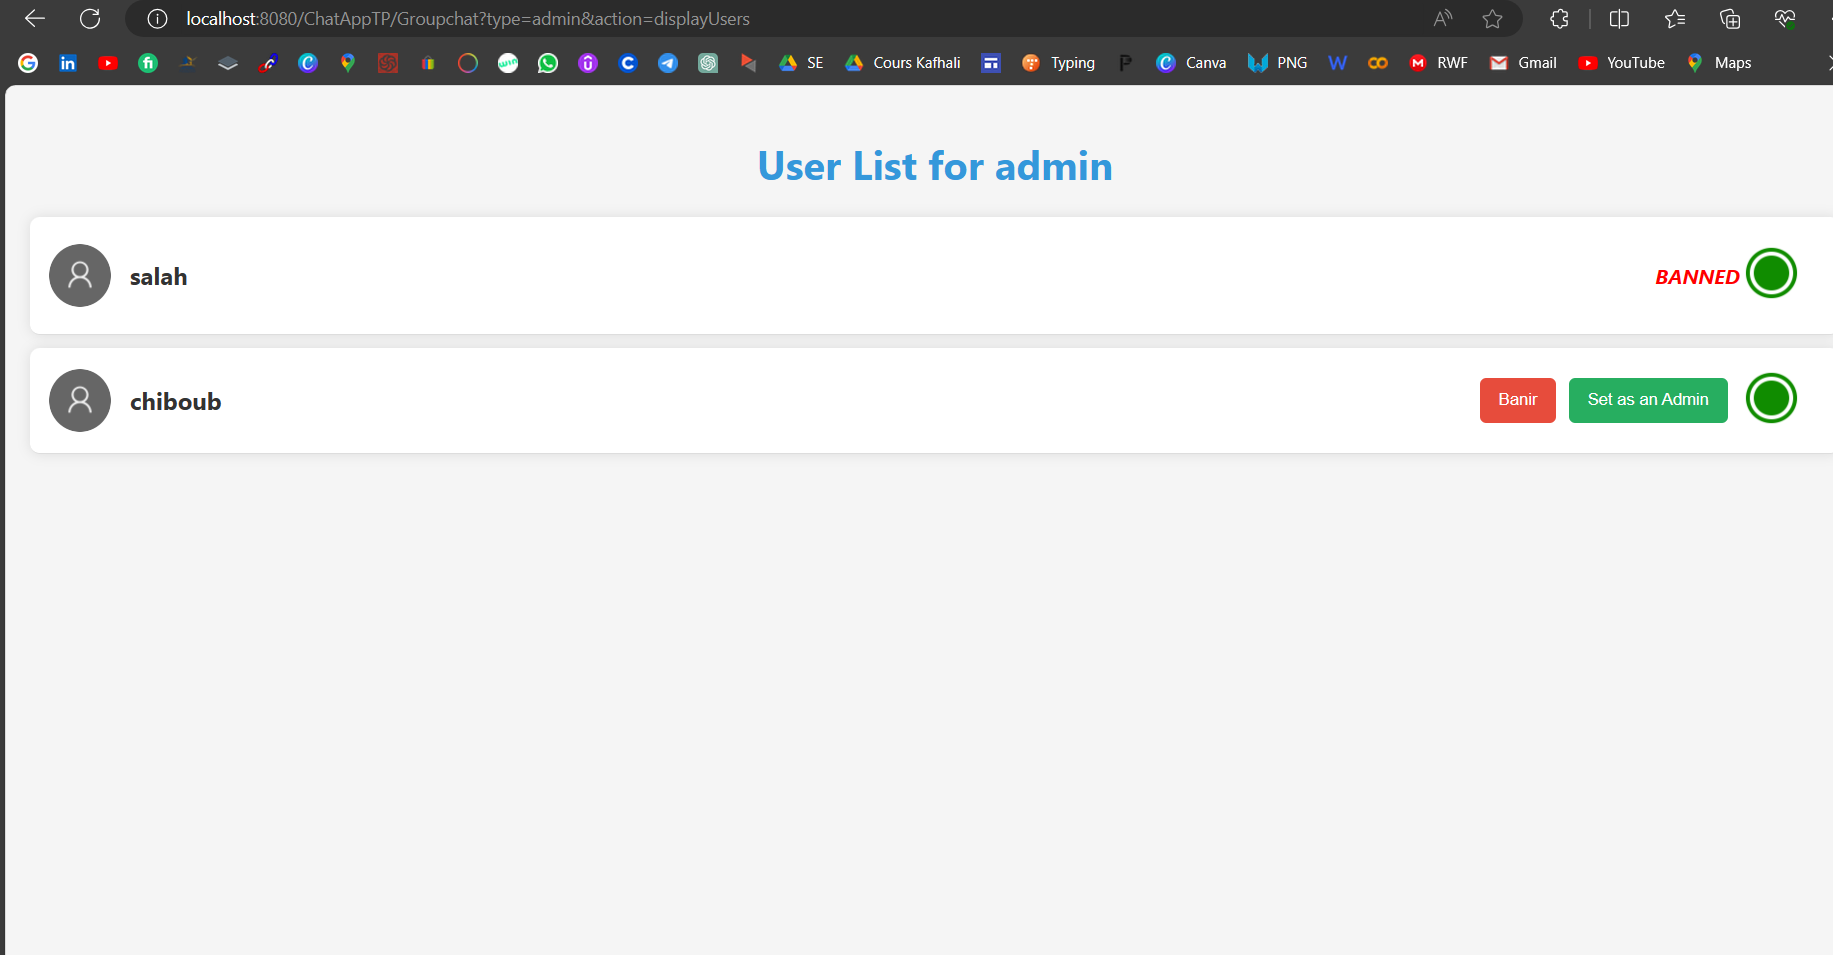 localhost:8080/ChatAppTP/Groupchat?type=admin&action=displayUsers
SE Cours Kafhali Typing Canva PNG RWF Gmail YouTube Maps
User List for admin
salah BANNED
chiboub Banir Set as an Admin